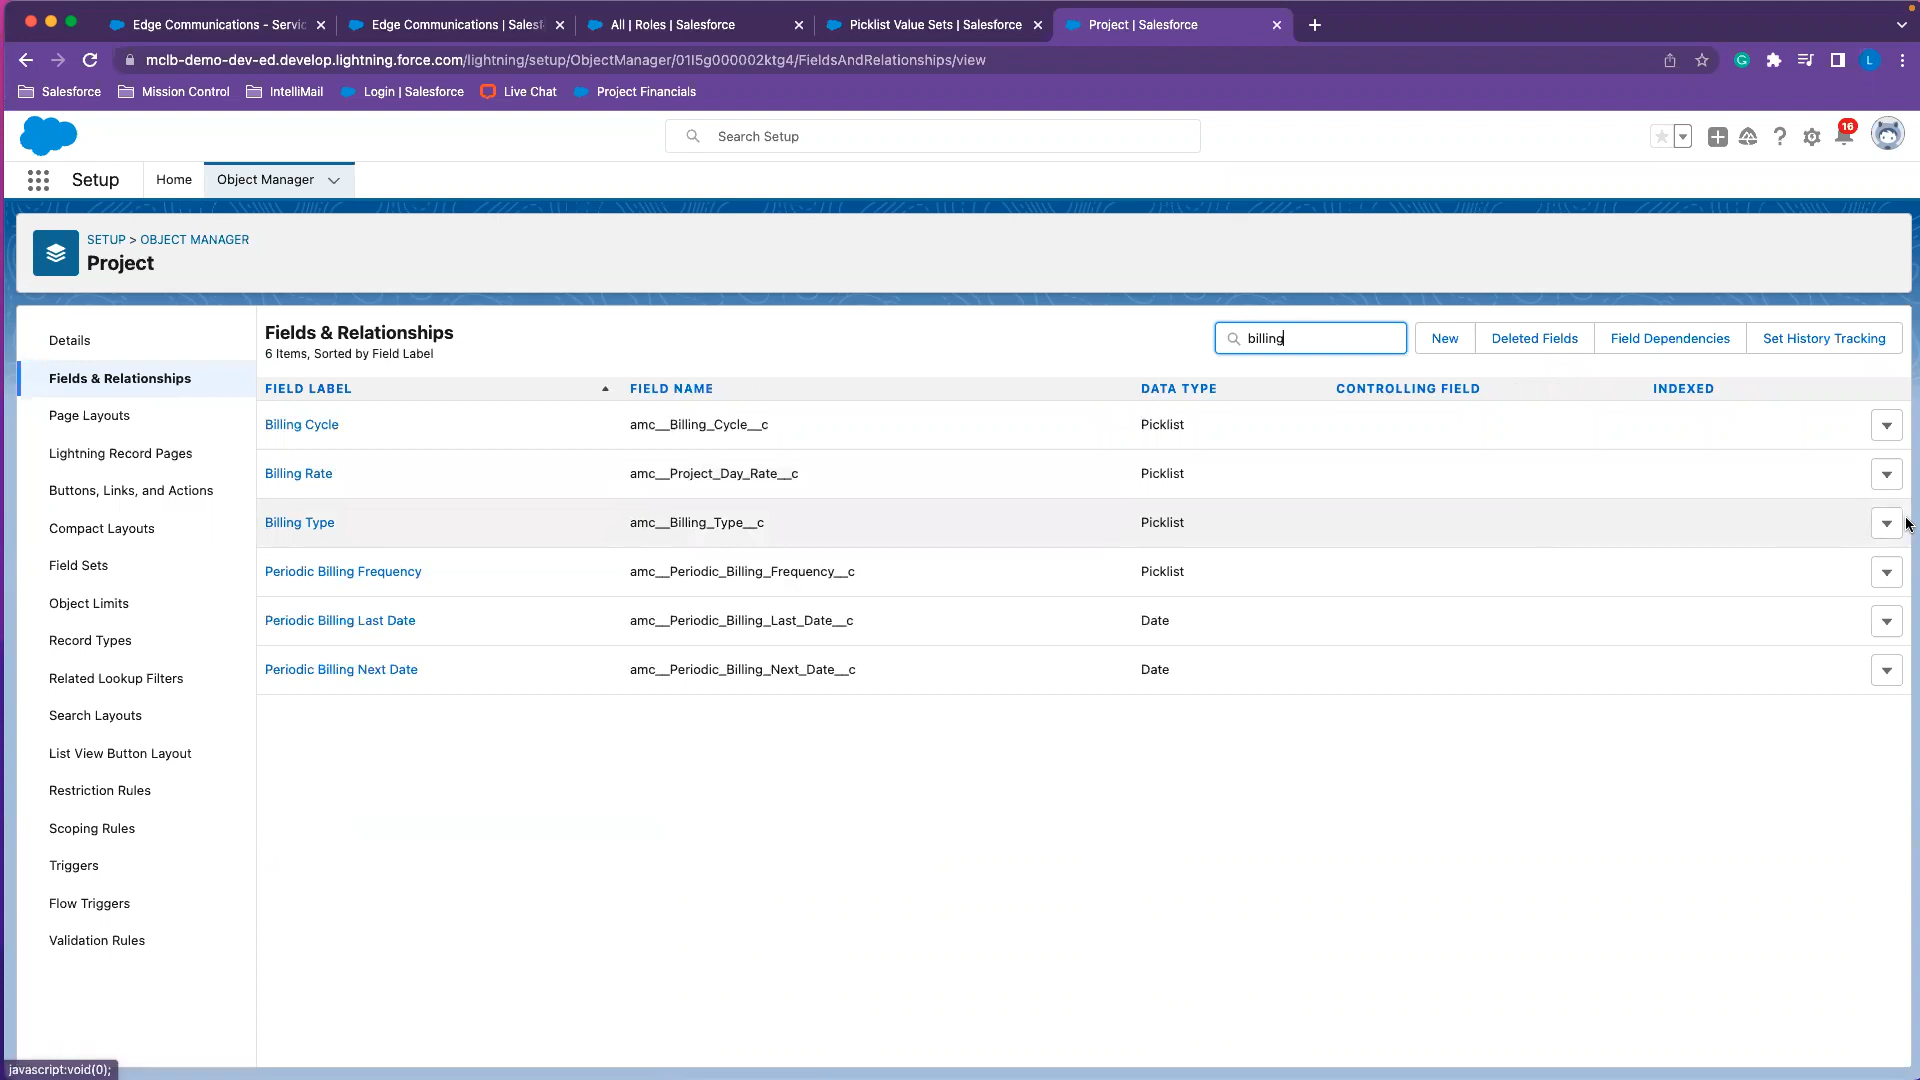 Edge Communications - Servic
Edge Communications | Salesf
All | Roles | Salesforce
Picklist Value Sets | Salesforce
Project | Salesforce
mclb-demo-dev-ed.develop.lightning.force.com/lightning/setup/ObjectManager/01I5g000002ktg4/FieldsAndRelationships/view
L
Salesforce
Mission Control
IntelliMail
Login | Salesforce
Live Chat
Project Financials
Search Setup
16
Setup
Home
Object Manager
SETUP > OBJECT MANAGER
Project
Details
Fields & Relationships
Page Layouts
Lightning Record Pages
Buttons, Links, and Actions
Compact Layouts
Field Sets
Object Limits
Record Types
Related Lookup Filters
Search Layouts
List View Button Layout
Restriction Rules
Scoping Rules
Triggers
Flow Triggers
Validation Rules
Fields & Relationships
6 Items, Sorted by Field Label
billing
New
Deleted Fields
Field Dependencies
Set History Tracking
FIELD LABEL FIELD NAME DATA TYPE CONTROLLING FIELD INDEXED
Billing Cycle amc__Billing_Cycle__c Picklist
Billing Rate amc__Project_Day_Rate__c Picklist
Billing Type amc__Billing_Type__c Picklist
Periodic Billing Frequency amc__Periodic_Billing_Frequency__c Picklist
Periodic Billing Last Date amc__Periodic_Billing_Last_Date__c Date
Periodic Billing Next Date amc__Periodic_Billing_Next_Date__c Date
javascript:void(0);